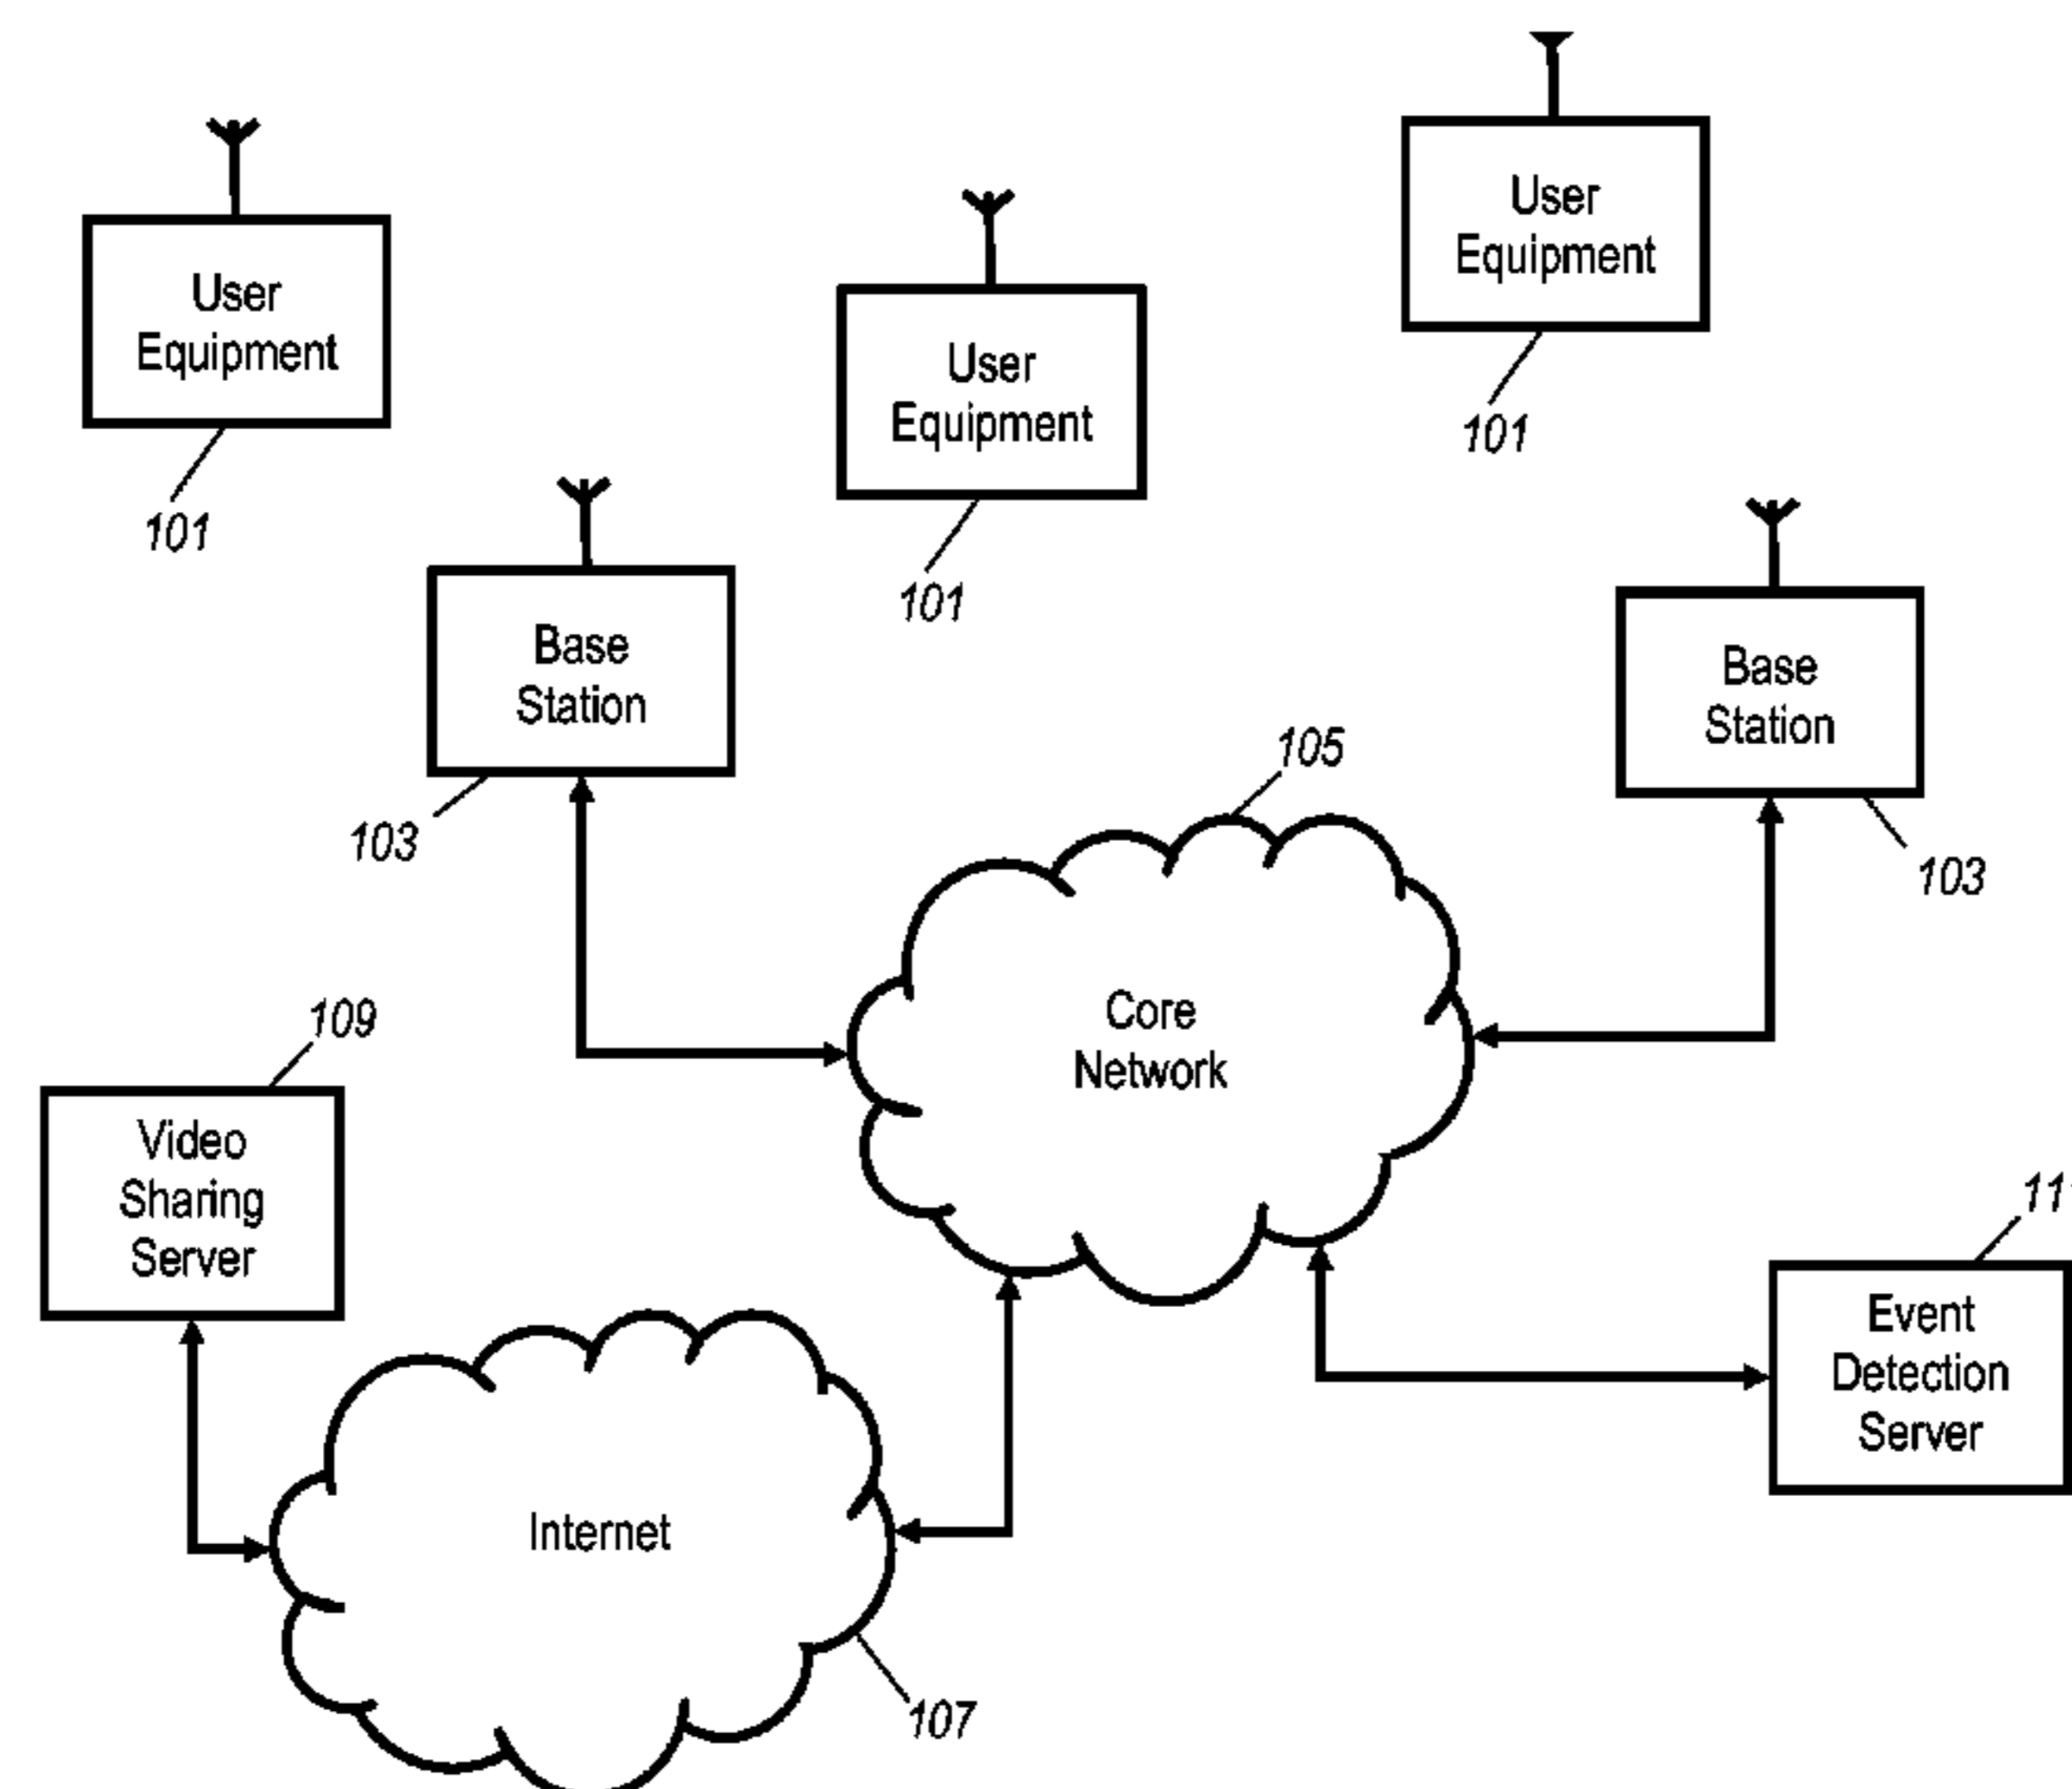 User
Equipment
101
User
Equipment
101
User
Equipment
101
Base
Station
103
Base
Station
103
105
Core
Network
109
Video
Sharing
Server
Event
Detection
Server
Internet
107